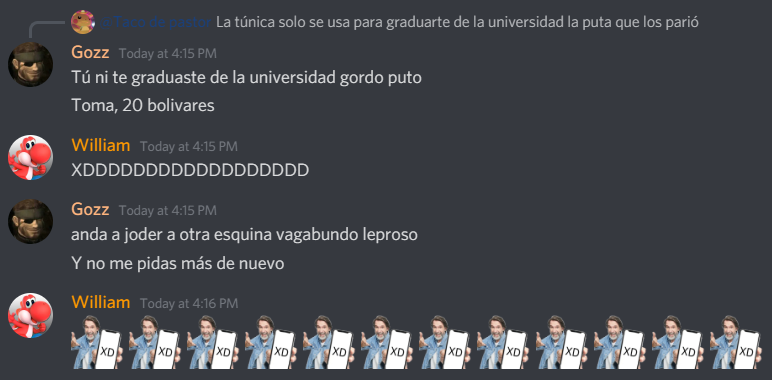 La túnica solo se usa para graduarte de la universidad la puta que los parió
Gozz Today at 4:15 PM
Tú ni te graduaste de la universidad gordo puto
Toma, 20 bolivares
William Today at 4:15 PM
XDDDDDDDDDDDDDDDDDDD
Gozz Today at 4:15 PM
anda a joder a otra esquina vagabundo leproso
Y no me pidas más de nuevo
William Today at 4:16 PM
XD XD XD XD XD XD XD XD XD XD XD XD